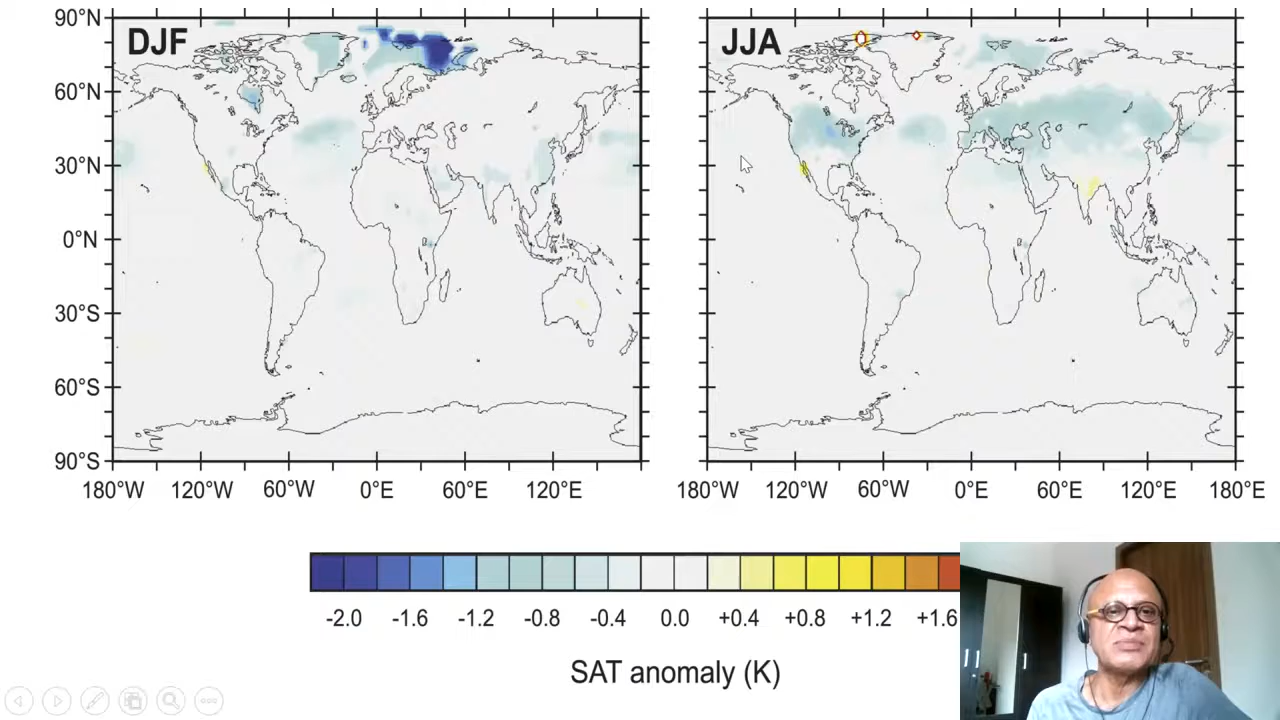 DJF
JJA
90°N
60°N
30°N
0°N
30°S
60°S
90°S
180°W 120°W 60°W 0°E 60°E 120°E
180°W 120°W 60°W 0°E 60°E 120°E 180°E
-2.0 -1.6 -1.2 -0.8 -0.4 0.0 +0.4 +0.8 +1.2 +1.6
SAT anomaly (K)